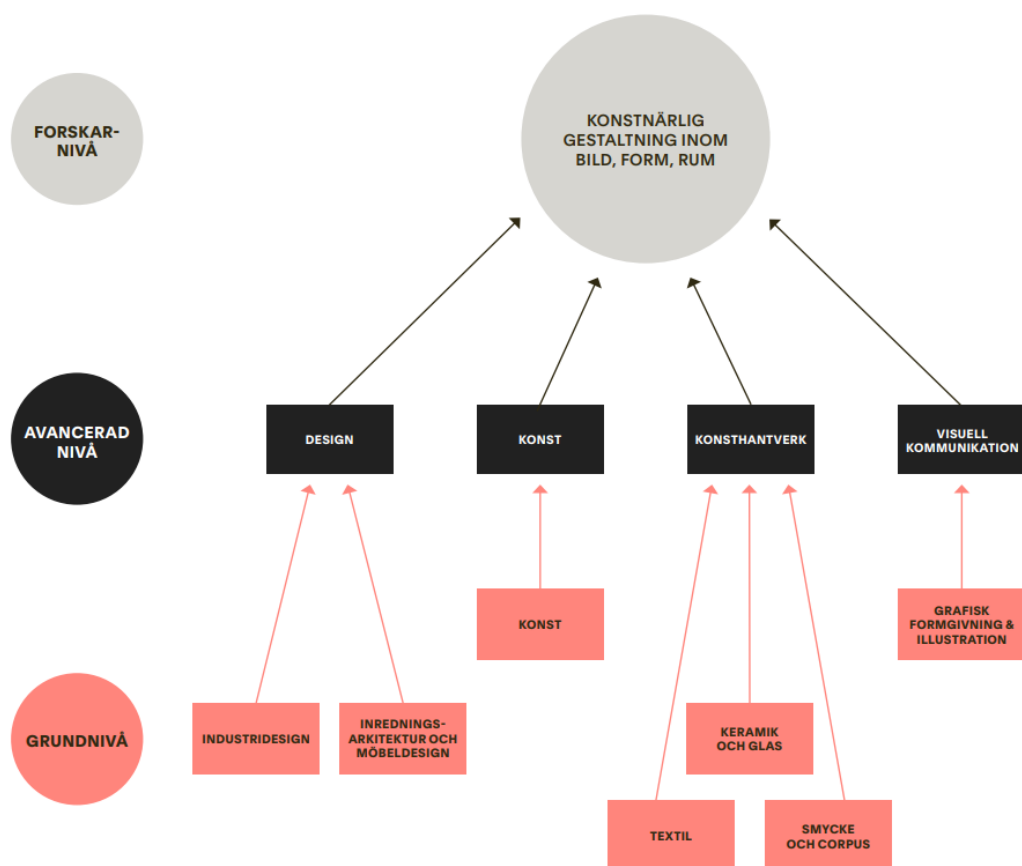 FORSKAR-
NIVÅ
KONSTNÄRLIG
GESTALTNING INOM
BILD, FORM, RUM
AVANCERAD
NIVÅ
DESIGN
KONST
KONSTHANTVERK
VISUELL
KOMMUNIKATION
KONST
GRAFISK
FORMGIVNING &
ILLUSTRATION
GRUNDNIVÅ
INDUSTRIDESIGN
INREDNINGS-
ARKITEKTUR OCH
MÖBELDESIGN
KERAMIK
OCH GLAS
TEXTIL
SMYCKE
OCH CORPUS